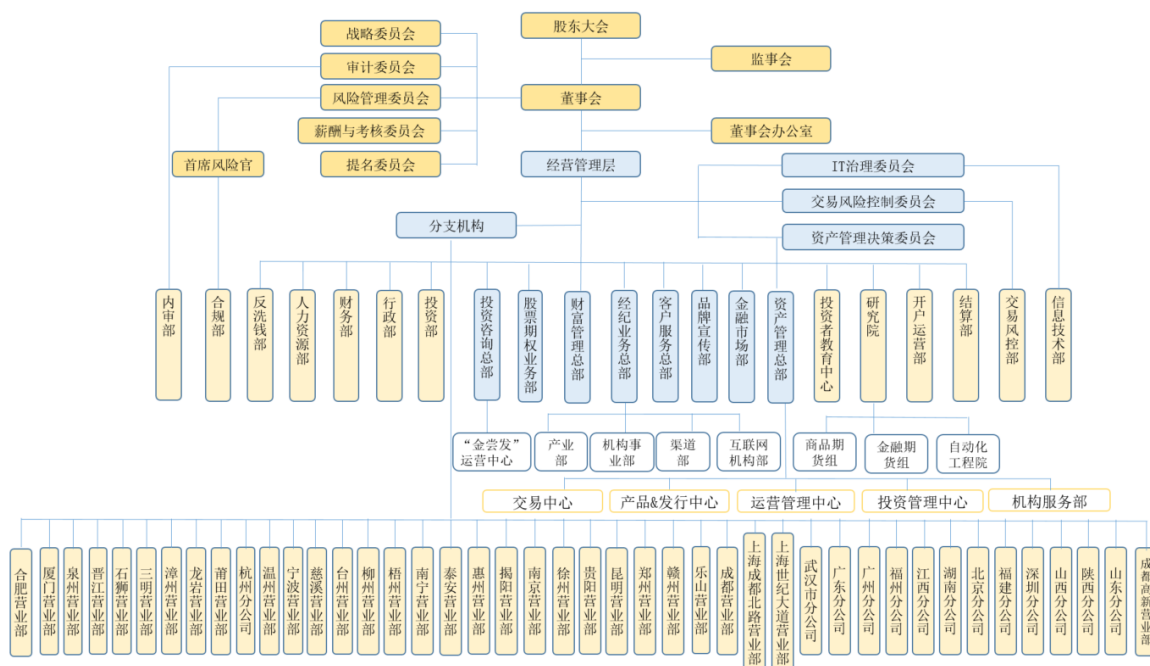 股东大会
战略委员会
监事会
审计委员会
风险管理委员会
董事会
薪酬与考核委员会
董事会办公室
首席风险官
提名委员会
经营管理层
IT治理委员会
交易风险控制委员会
分支机构
资产管理决策委员会
内审部
合规部
反洗钱部
人力资源部
财务部
行政部
投资部
投资咨询总部
股票期权业务部
财富管理总部
经纪业务总部
客户服务总部
品牌宣传部
金融市场部
资产管理总部
投资者教育中心
研究院
开户运营部
结算部
交易风控部
信息技术部
“金尝发”
运营中心
产业
部
机构事
业部
渠道
部
互联网
机构部
商品期
货组
金融期
货组
自动化
工程院
交易中心
产品&发行中心
运营管理中心
投资管理中心
机构服务部
合肥营业部
厦门营业部
泉州营业部
晋江营业部
石狮营业部
三明营业部
漳州营业部
龙岩营业部
莆田营业部
杭州分公司
温州营业部
宁波营业部
慈溪营业部
台州营业部
柳州营业部
梧州营业部
南宁营业部
泰安营业部
惠州营业部
揭阳营业部
南京营业部
徐州营业部
贵阳营业部
昆明营业部
郑州营业部
赣州营业部
乐山营业部
成都营业部
上海成都北路营业部
上海世纪大道营业部
武汉市分公司
广东分公司
广州分公司
福州分公司
江西分公司
湖南分公司
北京分公司
福建分公司
深圳分公司
山西分公司
陕西分公司
山东分公司
成都高新营业部